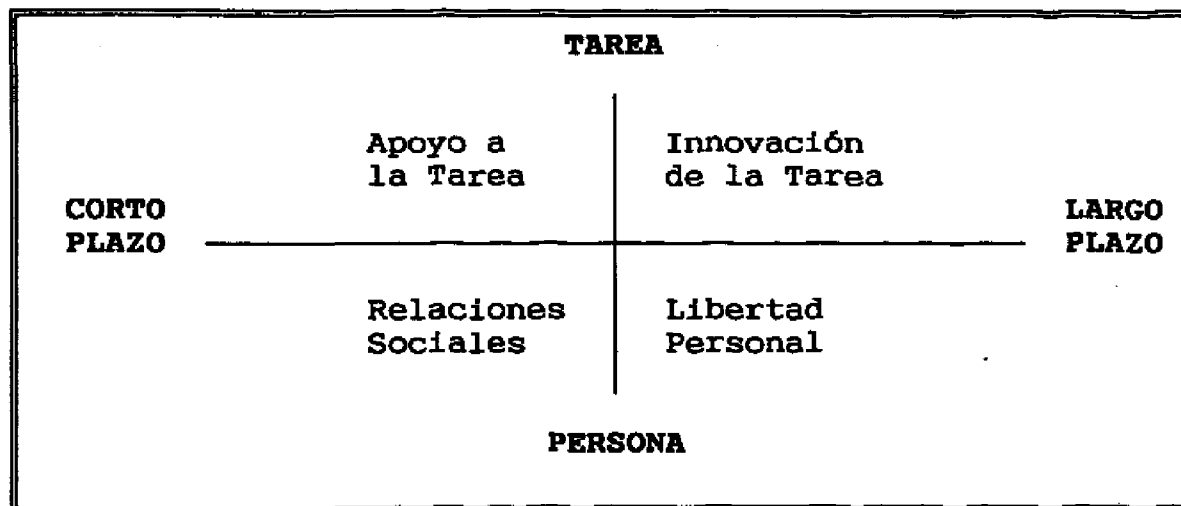 TAREA
Apoyo a
la Tarea
Innovación
de la Tarea
CORTO
PLAZO
LARGO
PLAZO
Relaciones
Sociales
Libertad
Personal
PERSONA